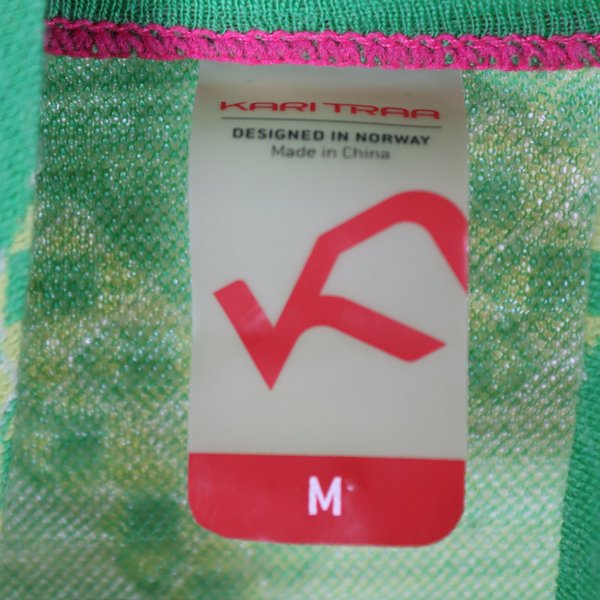 KARI TRAA
DESIGNED IN NORWAY
Made in China
M